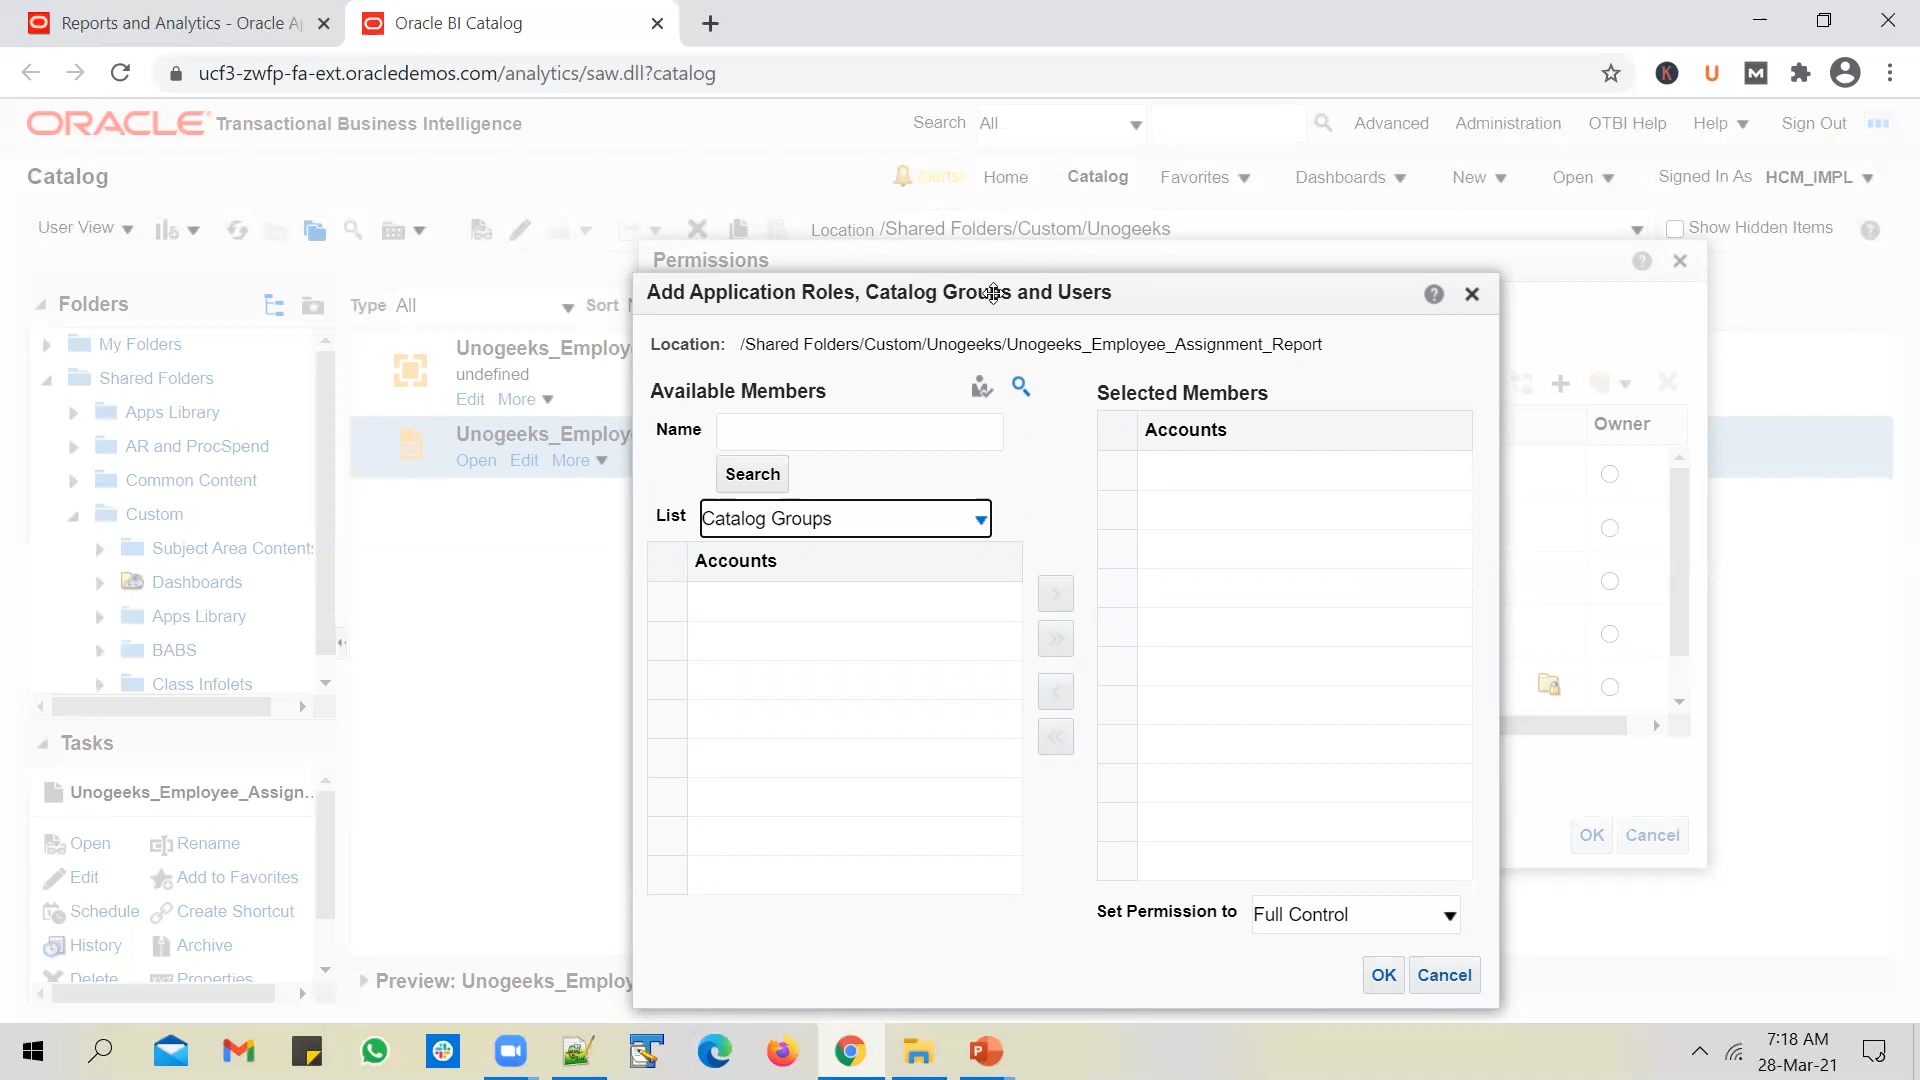 Reports and Analytics - Oracle A
Oracle BI Catalog
ucf3-zwfp-fa-ext.oracledemos.com/analytics/saw.dll?catalog
ORACLE Transactional Business Intelligence
Search All
Advanced
Administration
OTBI Help
Help
Sign Out
Catalog
Alerts!
Home
Catalog
Favorites
Dashboards
New
Open
Signed In As HCM_IMPL
User View
Location /Shared Folders/Custom/Unogeeks
Show Hidden Items
Permissions
Folders
Type All
Sort
Add Application Roles, Catalog Groups and Users
Location: /Shared Folders/Custom/Unogeeks/Unogeeks_Employee_Assignment_Report
My Folders
Shared Folders
Apps Library
AR and ProcSpend
Common Content
Custom
Subject Area Contents
Dashboards
Apps Library
BABS
Class Infolets
Unogeeks_Employe
undefined
Edit More
Unogeeks_Employ
Open Edit More
Available Members
Name
Search
List Catalog Groups
Accounts
Selected Members
Accounts
Owner
Set Permission to Full Control
OK Cancel
OK Cancel
Tasks
Unogeeks_Employee_Assign..
Open
Rename
Edit
Add to Favorites
Schedule
Create Shortcut
History
Archive
Delete
Properties
Preview: Unogeeks_Employ
7:18 AM
28-Mar-21